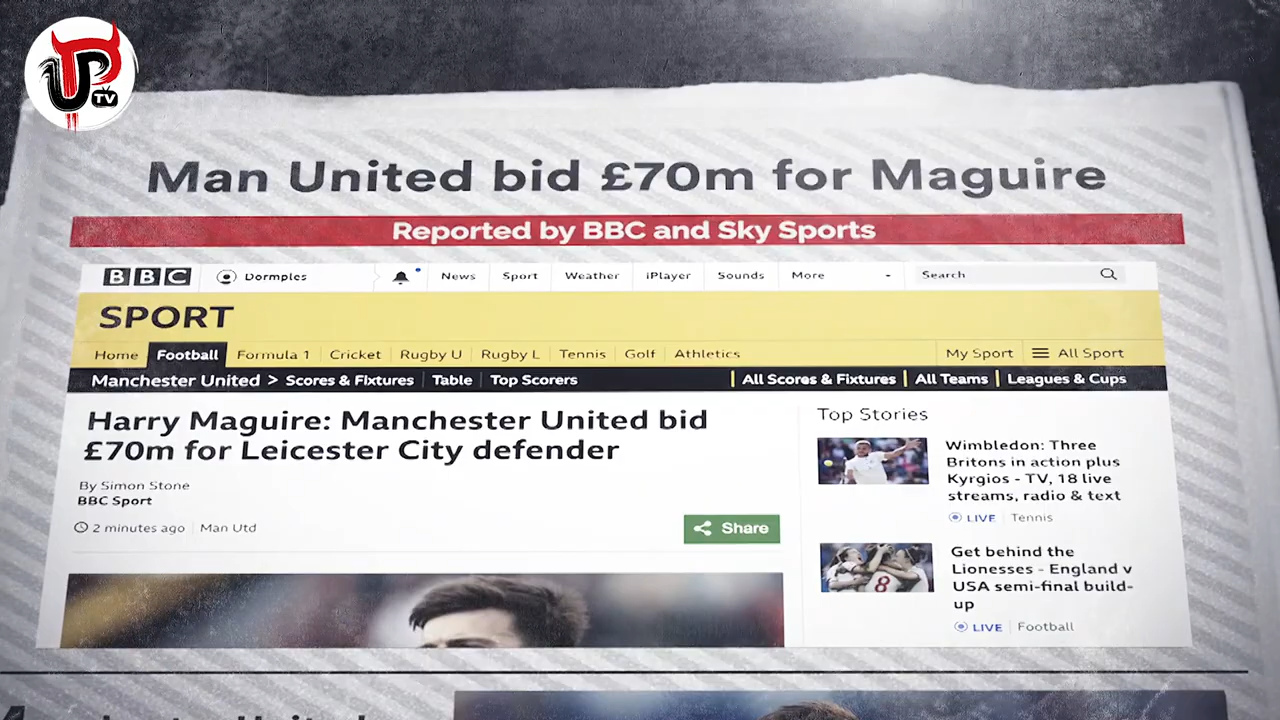 UP
TV
Man United bid £70m for Maguire
Reported by BBC and Sky Sports
BBC Dormples News Sport Weather iPlayer Sounds More Search
SPORT
Home Football Formula 1 Cricket Rugby U Rugby L Tennis Golf Athletics My Sport All Sport
Manchester United > Scores & Fixtures Table Top Scorers All Scores & Fixtures All Teams Leagues & Cups
Harry Maguire: Manchester United bid
£70m for Leicester City defender
By Simon Stone
BBC Sport
2 minutes ago Man Utd
Share
Top Stories
Wimbledon: Three
Britons in action plus
Kyrgios - TV, 18 live
streams, radio & text
LIVE Tennis
8
Get behind the
Lionesses - England v
USA semi-final build-
up
LIVE Football